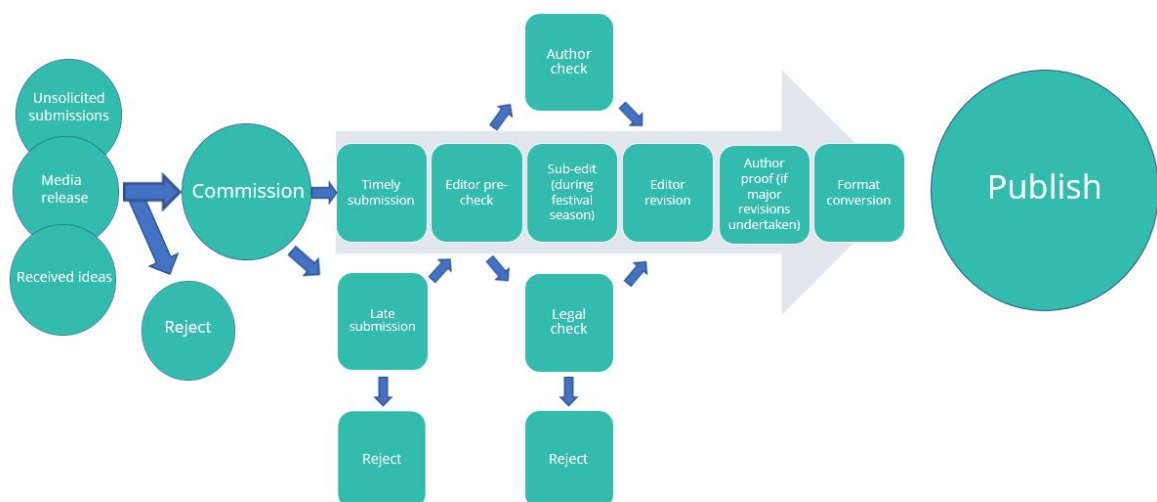 Unsolicited
submissions
Media
release
Received ideas
Reject
Commission
Timely
submission
Late
submission
Reject
Editor pre-
check
Author
check
Sub-edit
(during
festival
season)
Legal
check
Reject
Editor
revision
Author
proof (if
major
revisions
undertaken)
Format
conversion
Publish